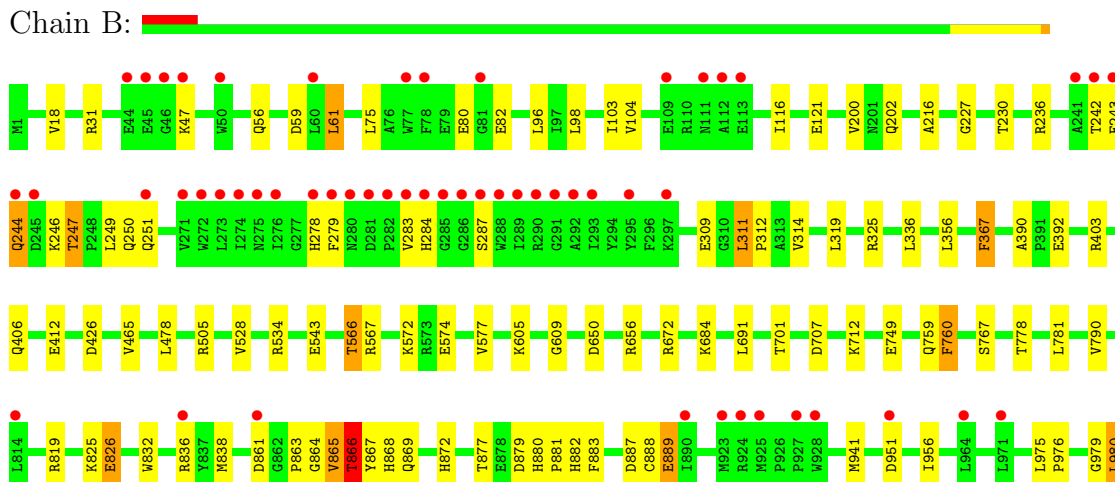 Chain B:
M1 V18 R31 E44 E45 G46 K47 W50 Q56 D59 L60 L61 L75 A76 W77 F78 E79 E80 G81 E82 L96 I97 L98 I103 V104 E109 R110 N111 A112 E113 I116 E121 V200 N201 Q202 A216 G227 T230 R236 A241 T242
Q244 D245 K246 T247 P248 L249 Q250 Q251 V271 W272 L273 I274 N275 I276 G277 H278 F279 N280 D281 P282 V283 H284 G285 G286 S287 W288 I289 R290 G291 A292 I293 Y294 Y295 F296 K297 E309 G310 L311 P312 A313 V314 L319 R325 L336 L356 F367 A390 P391 E392 R403
Q406 E412 D426 V465 L478 R505 V528 R534 E543 T566 R567 K572 R573 E574 V577 K605 G609 D650 R656 R672 K684 L691 T701 D707 K712 E749 Q759 F760 S767 T778 L781 V790
L814 R819 K825 E826 W832 R836 Y837 M838 D861 G862 P863 G864 V865 T866 Y867 H868 Q869 H872 T877 E878 D879 H880 P881 H882 F883 D887 C888 E889 I890 M923 R924 M925 P926 P927 W928 M941 D951 I956 L964 L971 L975 P976 G979 L980